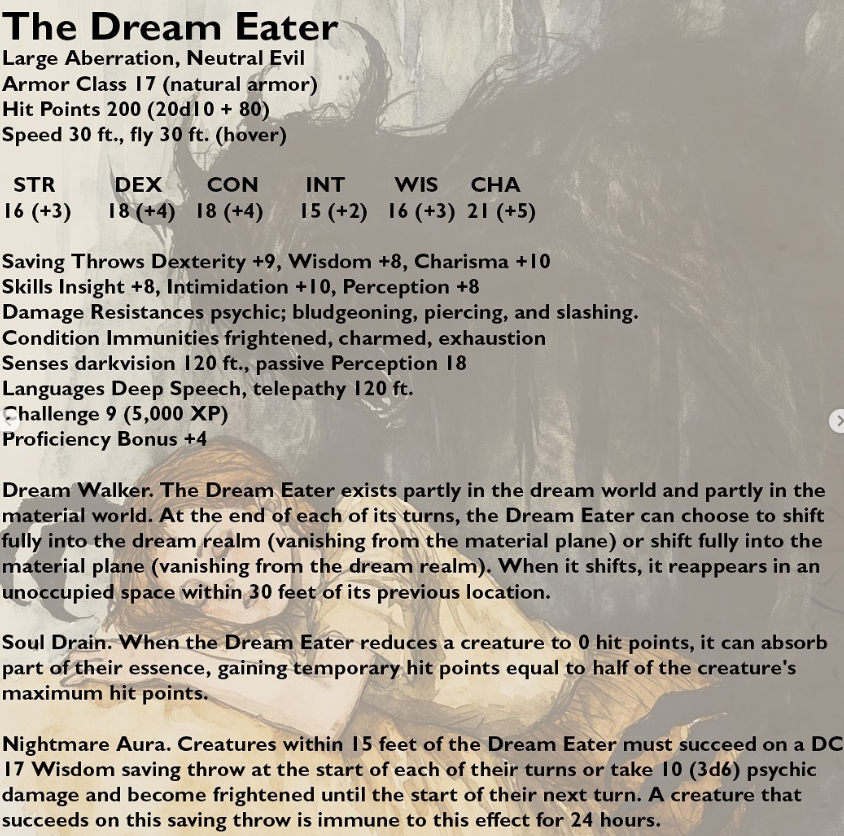 The Dream Eater
Large Aberration, Neutral Evil
Armor Class 17 (natural armor)
Hit Points 200 (20d10 + 80)
Speed 30 ft., fly 30 ft. (hover)
STR DEX CON INT WIS CHA
16 (+3) 18 (+4) 18 (+4) 15 (+2) 16 (+3) 21 (+5)
Saving Throws Dexterity +9, Wisdom +8, Charisma +10
Skills Insight +8, Intimidation +10, Perception +8
Damage Resistances psychic; bludgeoning, piercing, and slashing.
Condition Immunities frightened, charmed, exhaustion
Senses darkvision 120 ft., passive Perception 18
Languages Deep Speech, telepathy 120 ft.
Challenge 9 (5,000 XP)
Proficiency Bonus +4
Dream Walker. The Dream Eater exists partly in the dream world and partly in the
material world. At the end of each of its turns, the Dream Eater can choose to shift
fully into the dream realm (vanishing from the material plane) or shift fully into the
material plane (vanishing from the dream realm). When it shifts, it reappears in an
unoccupied space within 30 feet of its previous location.
Soul Drain. When the Dream Eater reduces a creature to 0 hit points, it can absorb
part of their essence, gaining temporary hit points equal to half of the creature's
maximum hit points.
Nightmare Aura. Creatures within 15 feet of the Dream Eater must succeed on a DC
17 Wisdom saving throw at the start of each of their turns or take 10 (3d6) psychic
damage and become frightened until the start of their next turn. A creature that
succeeds on this saving throw is immune to this effect for 24 hours.